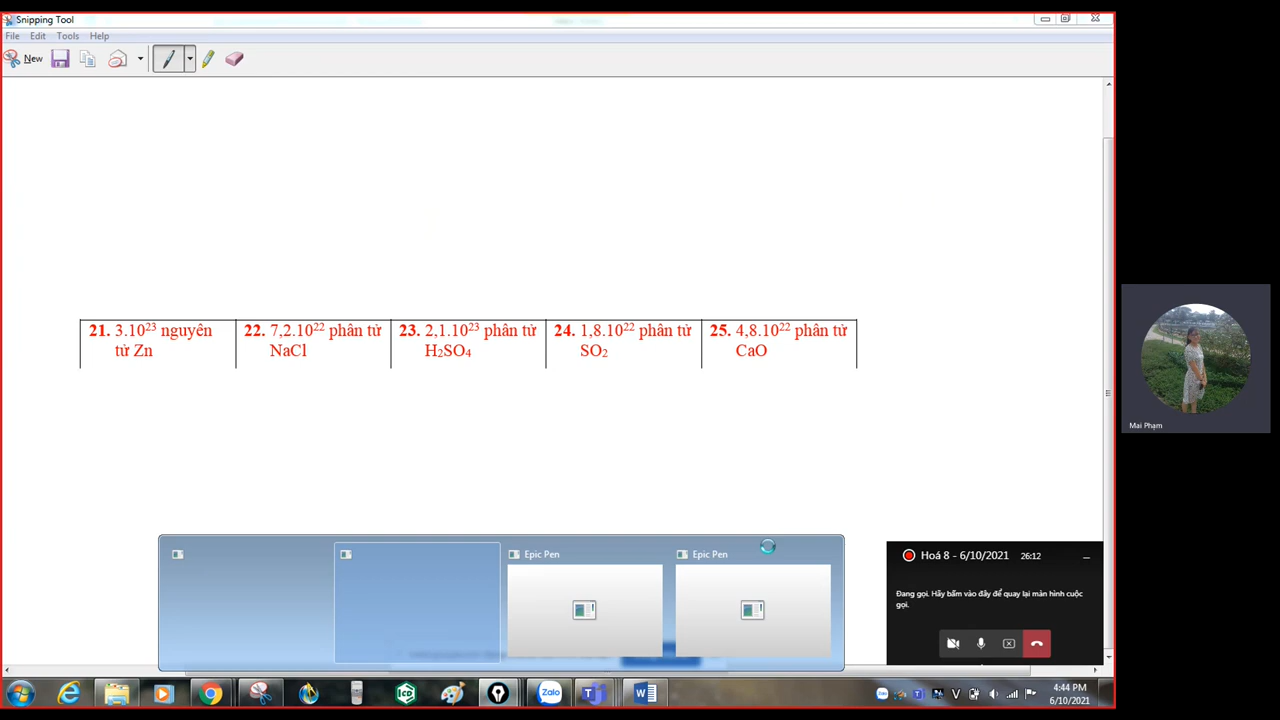 Snipping Tool
File Edit Tools Help
New
21. 3.10²³ nguyên
tử Zn
22. 7,2.10²² phân tử
NaCl
23. 2,1.10²³ phân tử
H₂SO₄
24. 1,8.10²² phân tử
SO₂
25. 4,8.10²² phân tử
CaO
Mai Phạm
Epic Pen
Epic Pen
Hoá 8 - 6/10/2021 26:12
Đang gọi. Hãy bấm vào đây để quay lại màn hình cuộc
gọi.
Zalo
4:44 PM
6/10/2021